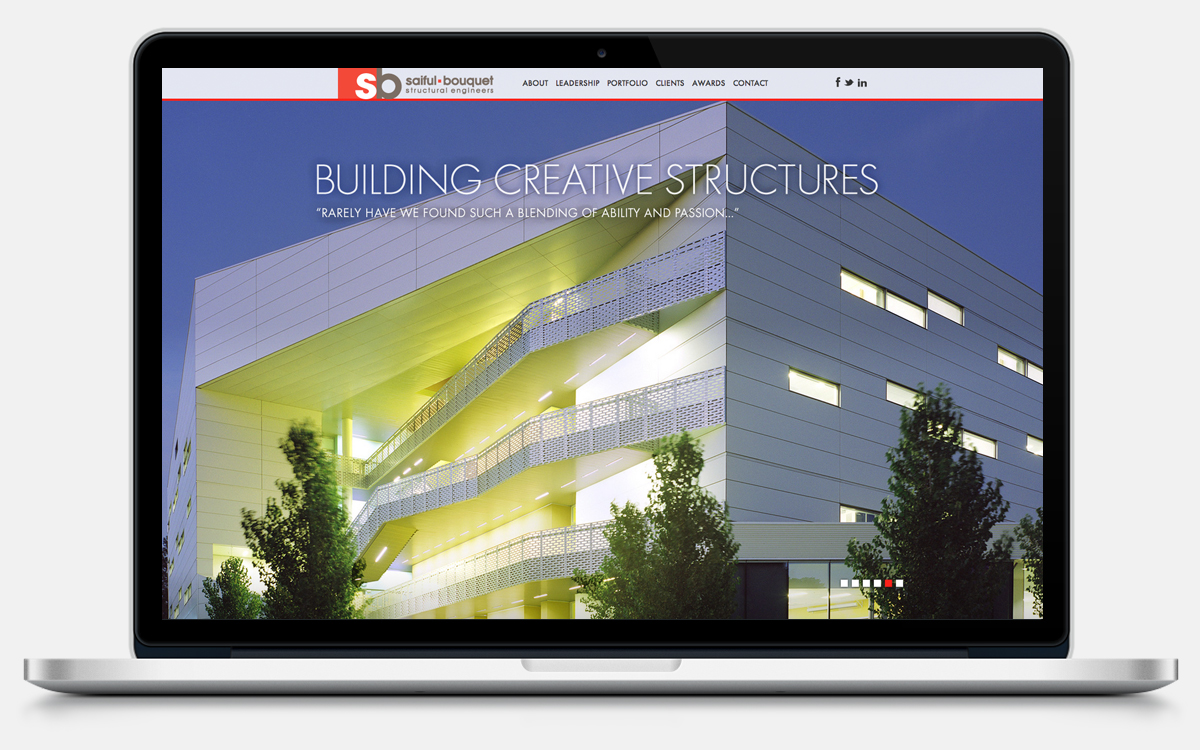 sb saiful•bouquet
structural engineers
ABOUT LEADERSHIP PORTFOLIO CLIENTS AWARDS CONTACT
f in
BUILDING CREATIVE STRUCTURES
“RARELY HAVE WE FOUND SUCH A BLENDING OF ABILITY AND PASSION...”